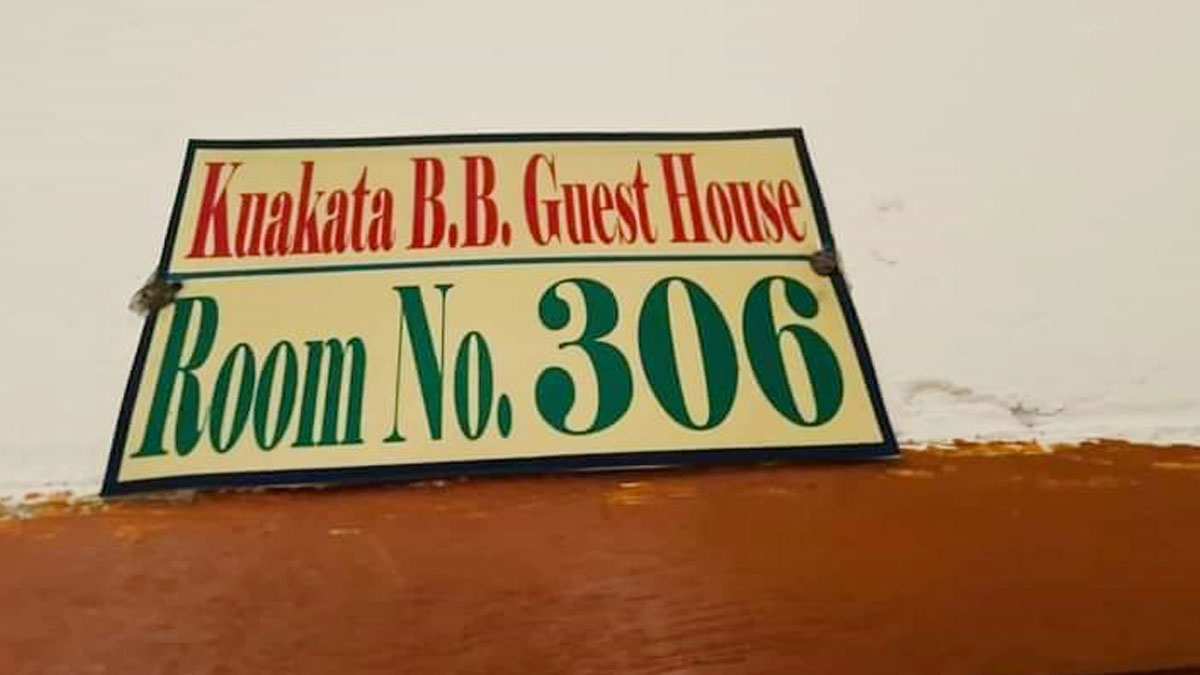 Kuakata B.B. Guest House
Room No. 306